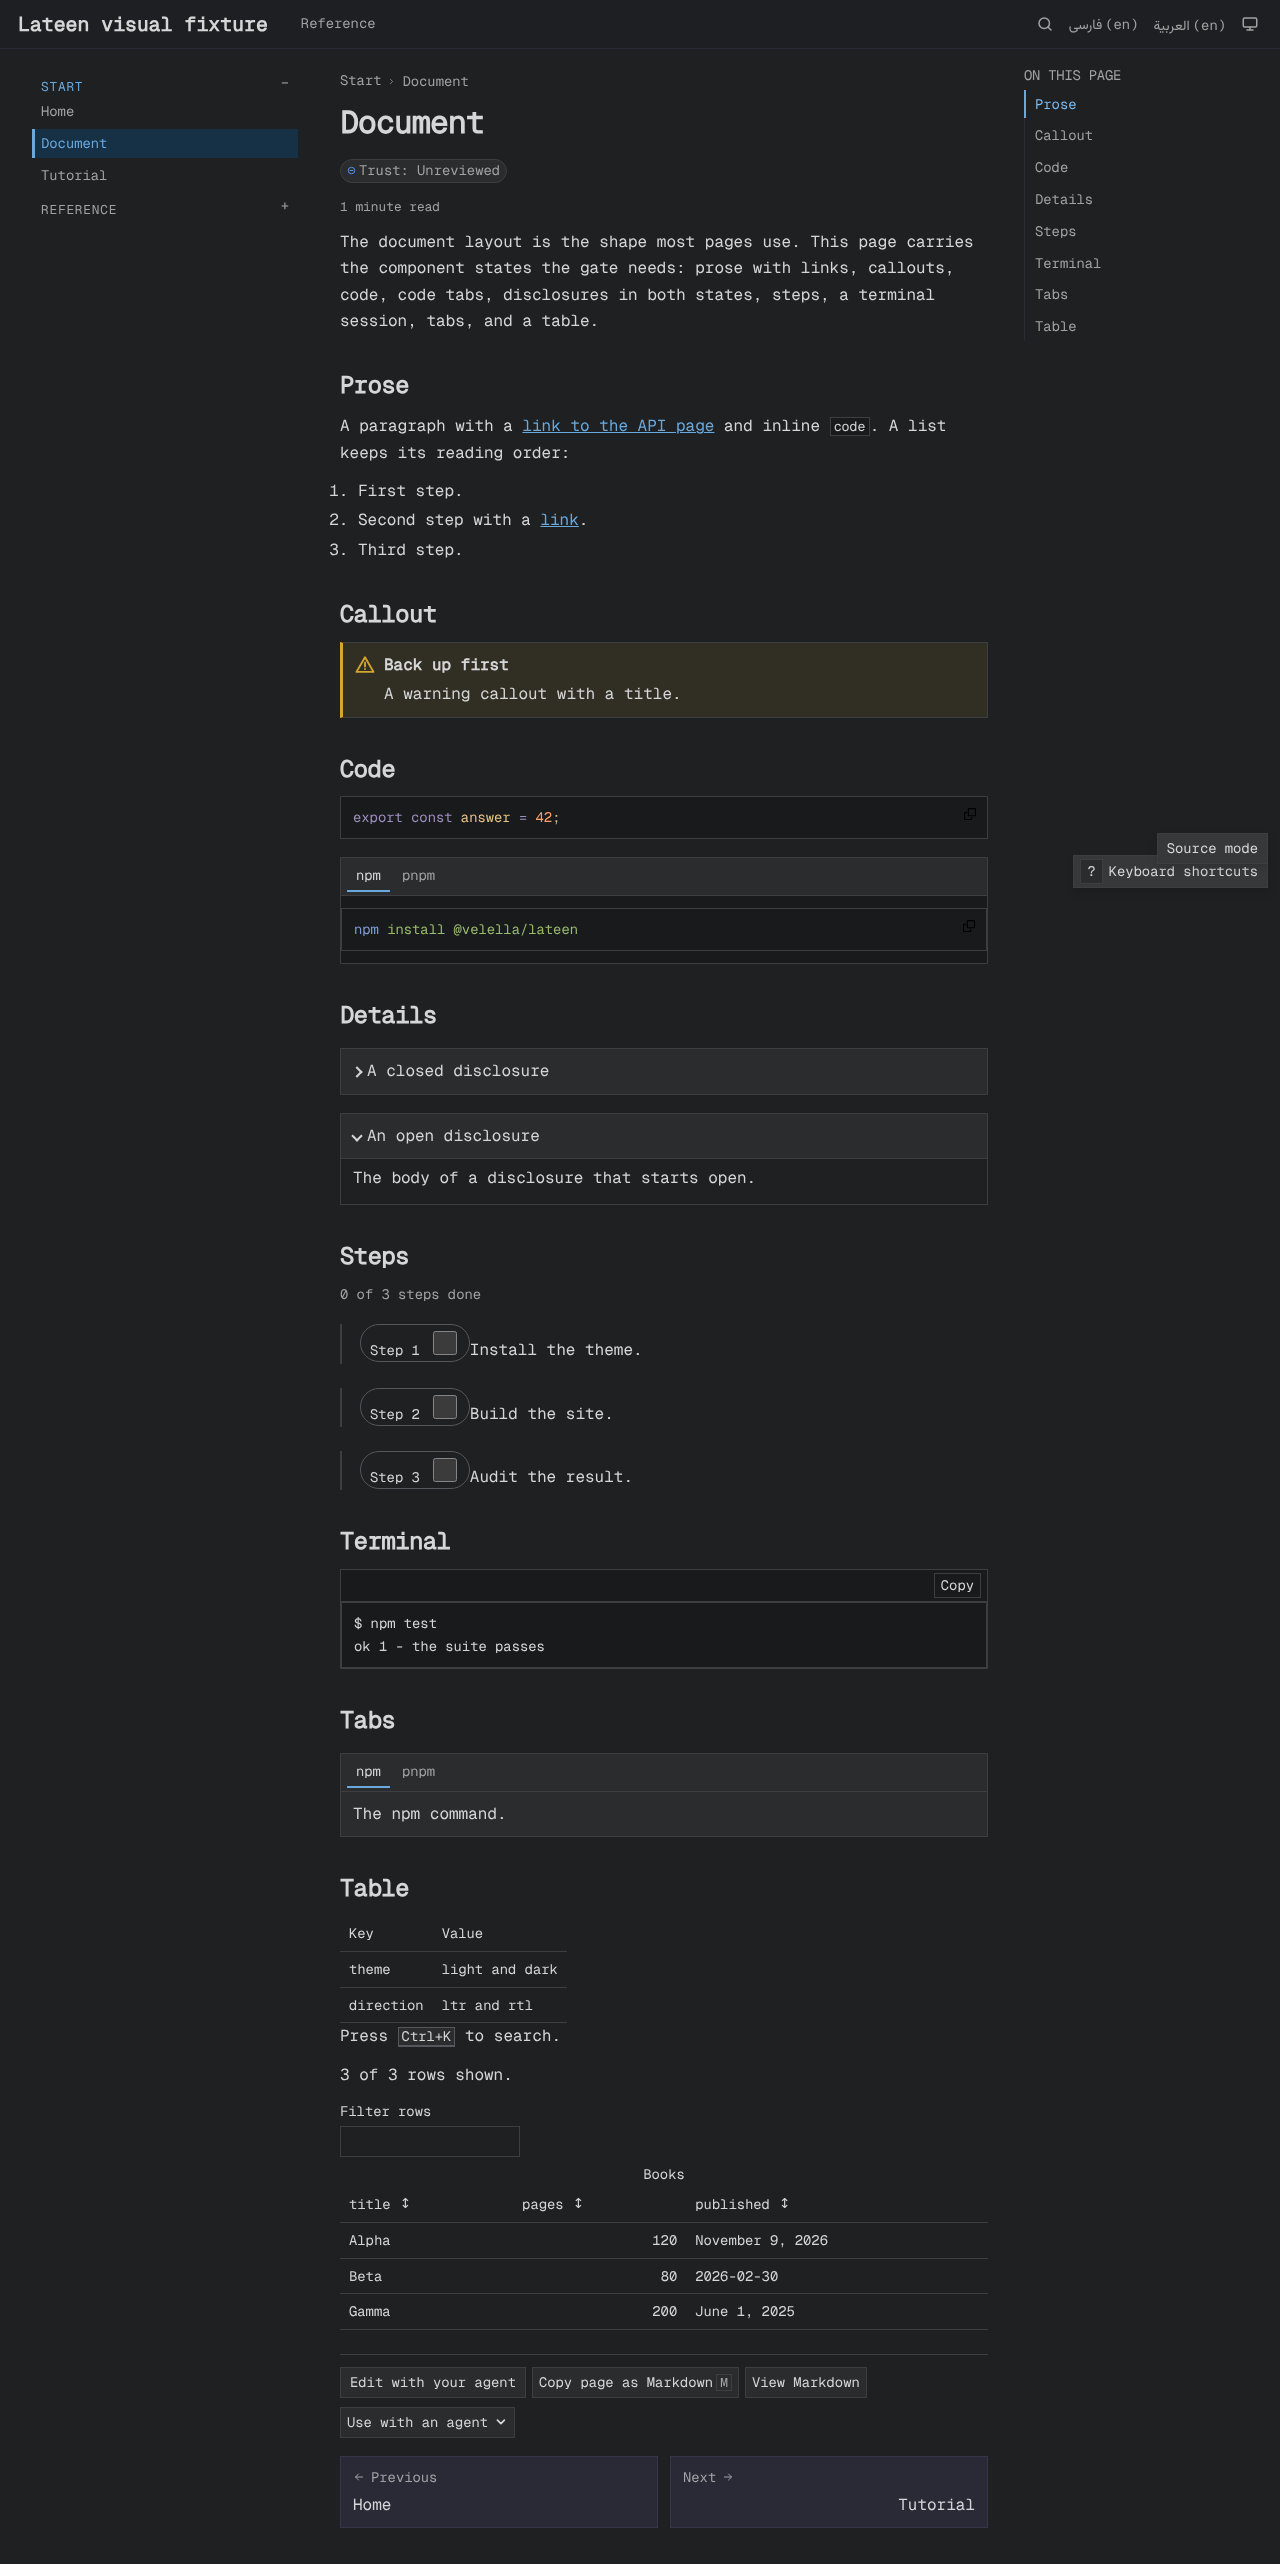 Lateen visual fixture
Reference
فارسی (en)
العربية (en)
START
−
Home
Document
Tutorial
REFERENCE
+
Start › Document
Document
Trust: Unreviewed
1 minute read
The document layout is the shape most pages use. This page carries
the component states the gate needs: prose with links, callouts,
code, code tabs, disclosures in both states, steps, a terminal
session, tabs, and a table.
Prose
A paragraph with a link to the API page and inline code. A list
keeps its reading order:
1. First step.
2. Second step with a link.
3. Third step.
Callout
Back up first
A warning callout with a title.
Code
export const answer = 42;
npm pnpm
npm install @velella/lateen
Details
A closed disclosure
An open disclosure
The body of a disclosure that starts open.
Steps
0 of 3 steps done
Step 1 Install the theme.
Step 2 Build the site.
Step 3 Audit the result.
Terminal
Copy
$ npm test
ok 1 - the suite passes
Tabs
npm pnpm
The npm command.
Table
Key Value
theme light and dark
direction ltr and rtl
Press Ctrl+K to search.
3 of 3 rows shown.
Filter rows
Books
title ↕ pages ↕ published ↕
Alpha 120 November 9, 2026
Beta 80 2026-02-30
Gamma 200 June 1, 2025
Edit with your agent Copy page as Markdown M View Markdown
Use with an agent
← Previous
Home
Next →
Tutorial
ON THIS PAGE
Prose
Callout
Code
Details
Steps
Terminal
Tabs
Table
Source mode
? Keyboard shortcuts